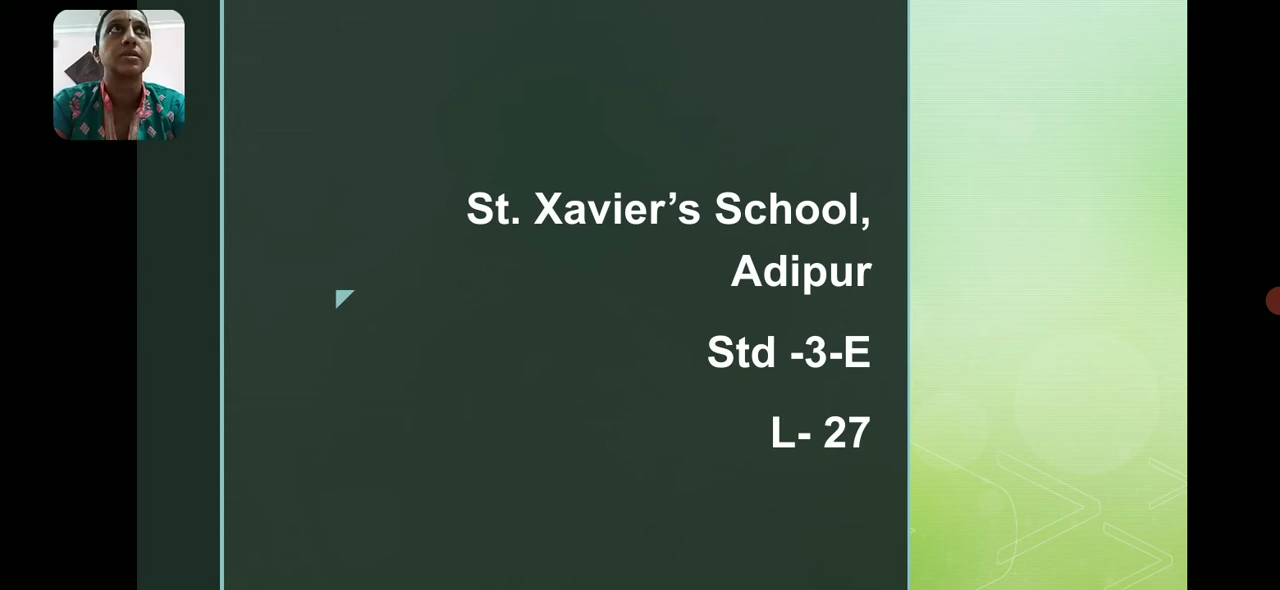 St. Xavier’s School,
Adipur
Std -3-E
L- 27